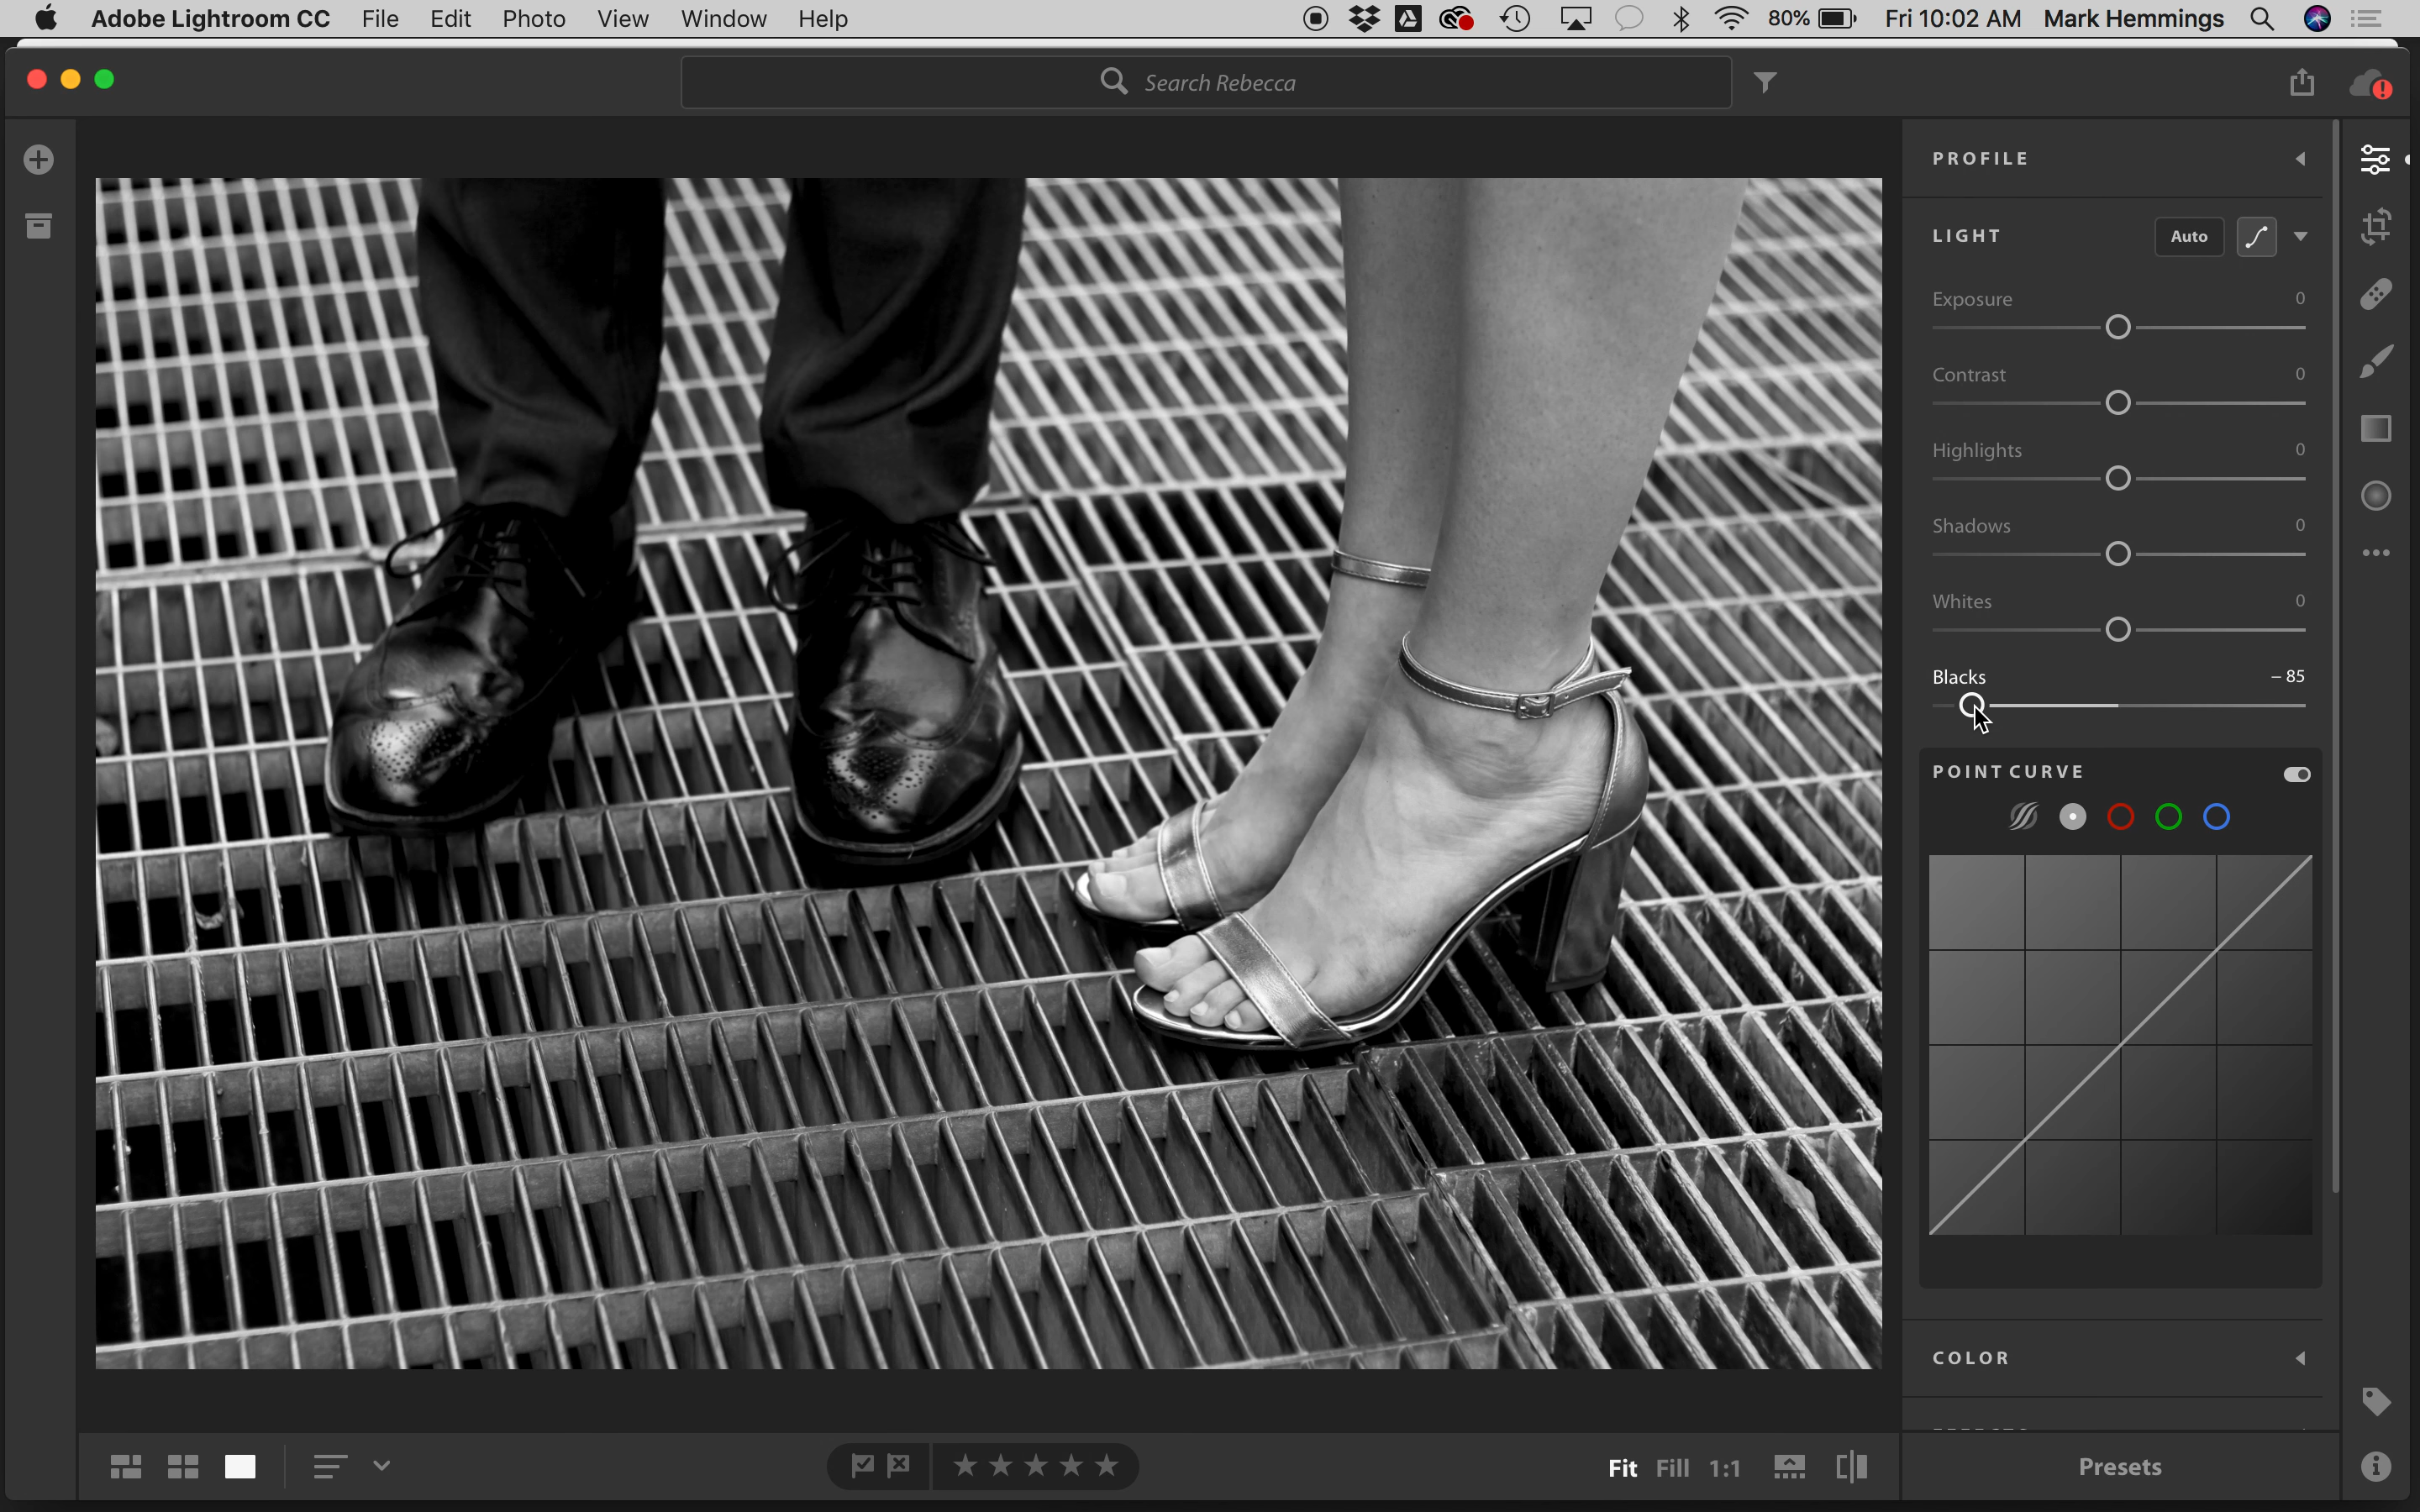 Adobe Lightroom CC File Edit Photo View Window Help 80% Fri 10:02 AM Mark Hemmings
Search Rebecca
PROFILE
LIGHT Auto
Exposure 0
Contrast 0
Highlights 0
Shadows 0
Whites 0
Blacks – 85
POINT CURVE
COLOR
Fit Fill 1:1 Presets